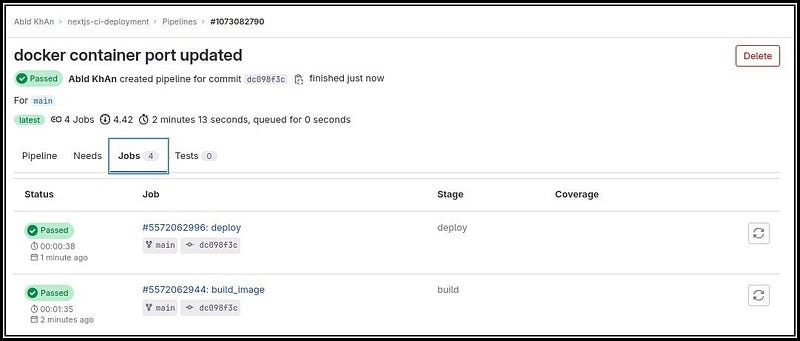 Abid KhAn > nextjs-ci-deployment > Pipelines > #1073082790
docker container port updated
Delete
Passed Abid KhAn created pipeline for commit dc098f3c finished just now
For main
latest 4 Jobs 4.42 2 minutes 13 seconds, queued for 0 seconds
Pipeline Needs Jobs 4 Tests 0
Status Job Stage Coverage
Passed #5572062996: deploy deploy
00:00:38 main dc098f3c
1 minute ago
Passed #5572062944: build_image build
00:01:35 main dc098f3c
2 minutes ago